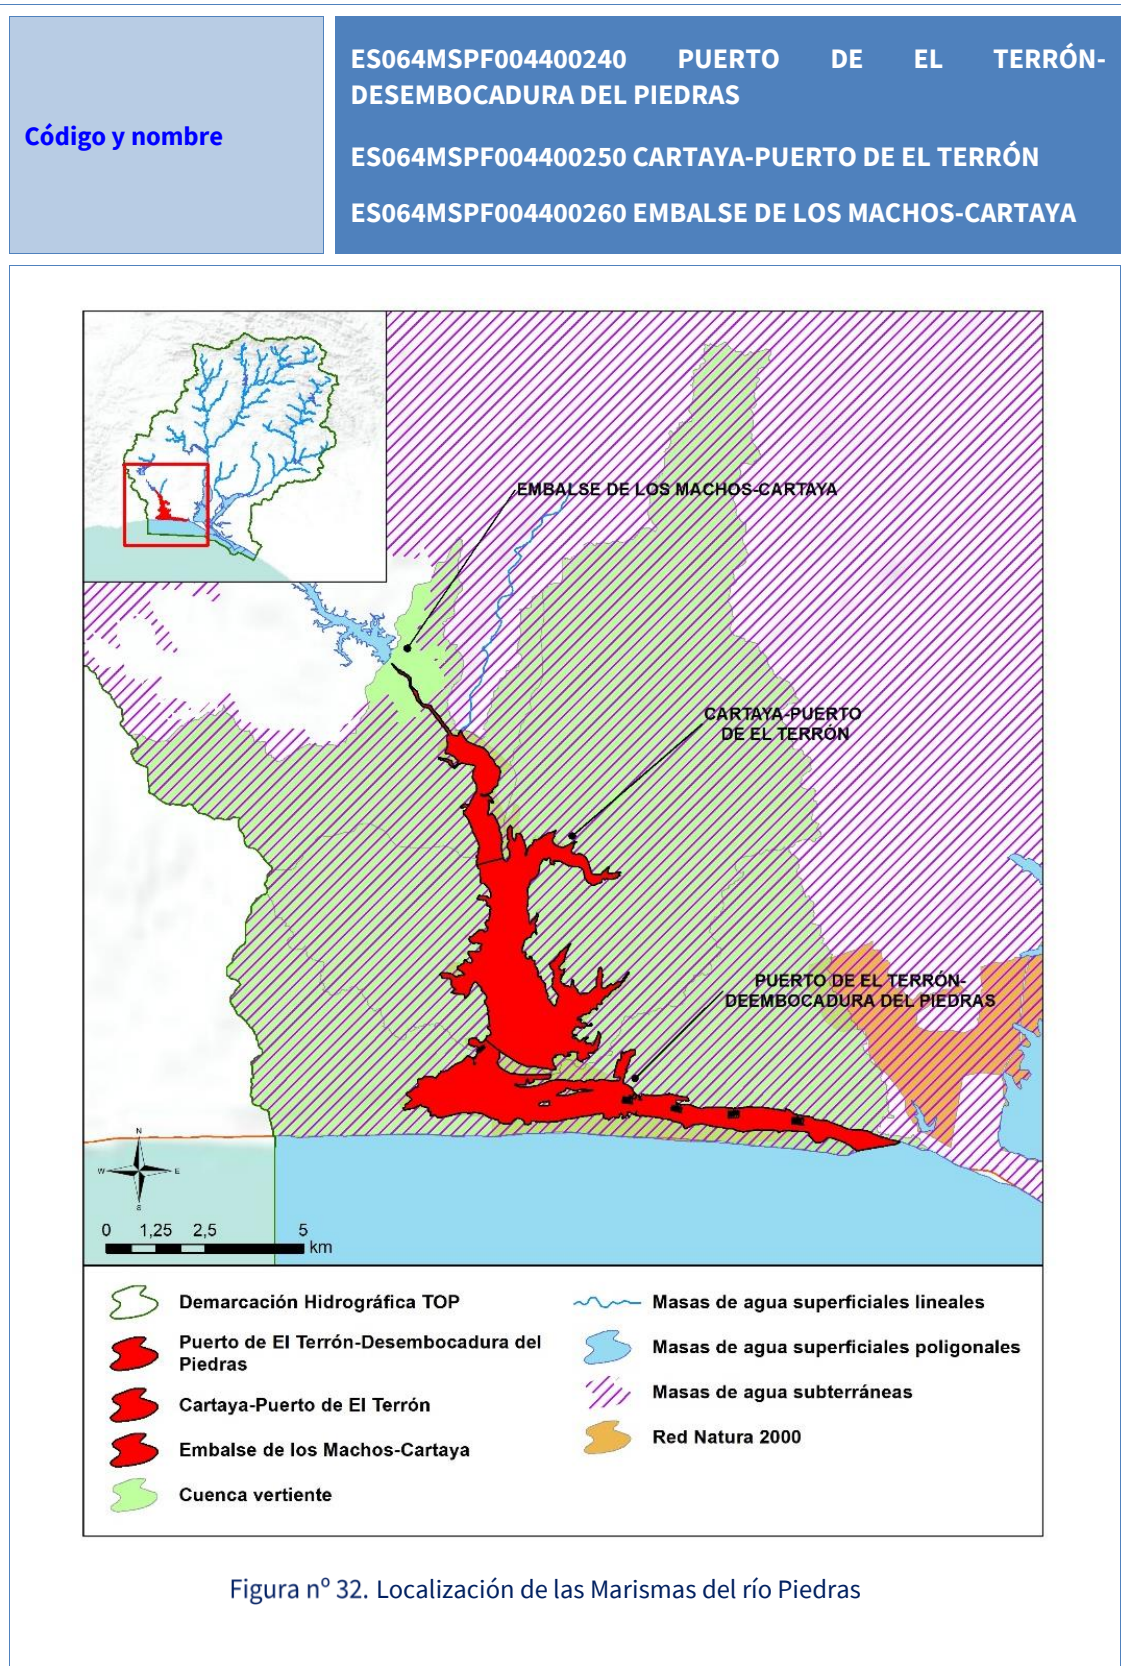 Código y nombre
ES064MSPF004400240 PUERTO DE EL TERRÓN-
DESEMBOCADURA DEL PIEDRAS
ES064MSPF004400250 CARTAYA-PUERTO DE EL TERRÓN
ES064MSPF004400260 EMBALSE DE LOS MACHOS-CARTAYA
EMBALSE DE LOS MACHOS-CARTAYA
CARTAYA-PUERTO
DE EL TERRÓN
PUERTO DE EL TERRÓN-
DEEMBOCADURA DEL PIEDRAS
N
W E
S
0 1,25 2,5 5
km
Demarcación Hidrográfica TOP
Puerto de El Terrón-Desembocadura del
Piedras
Cartaya-Puerto de El Terrón
Embalse de los Machos-Cartaya
Cuenca vertiente
Masas de agua superficiales lineales
Masas de agua superficiales poligonales
Masas de agua subterráneas
Red Natura 2000
Figura nº 32. Localización de las Marismas del río Piedras